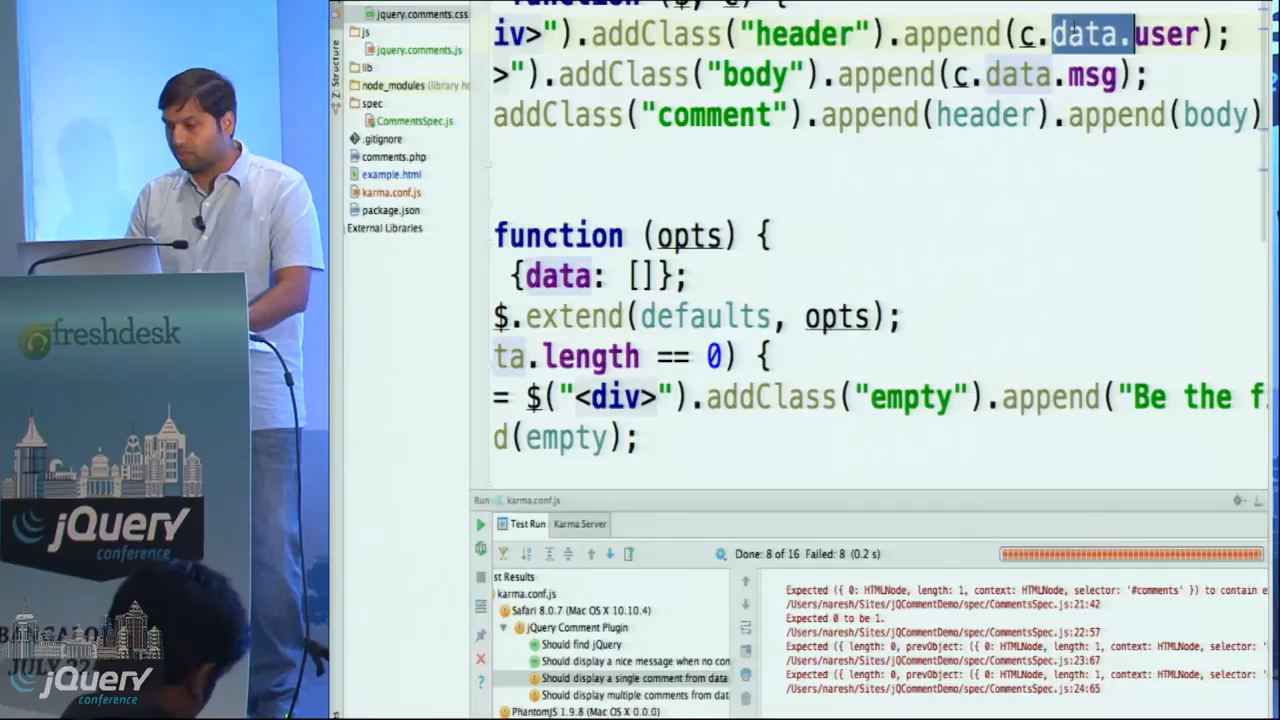 freshdesk
jQuery
conference
BANGALO
JULY 24
jQuery
conference
Z: Structure
jquery.comments.css
js
jquery.comments.js
lib
node_modules (library ho
spec
CommentsSpec.js
.gitignore
comments.php
example.html
karma.conf.js
package.json
External Libraries
function ($, c) {
iv>").addClass("header").append(c.data.user);
>").addClass("body").append(c.data.msg);
addClass("comment").append(header).append(body)
function (opts) {
{data: []};
$.extend(defaults, opts);
ta.length == 0) {
= $("<div>").addClass("empty").append("Be the f
d(empty);
Run karma.conf.js
Test Run Karma Server
Done: 8 of 16 Failed: 8 (0.2 s)
st Results
karma.conf.js
Safari 8.0.7 (Mac OS X 10.10.4)
jQuery Comment Plugin
Should find jQuery
Should display a nice message when no con
Should display a single comment from data
Should display multiple comments from dat
PhantomJS 1.9.8 (Mac OS X 0.0.0)
Expected ({ 0: HTMLNode, length: 1, context: HTMLNode, selector: '#comments' }) to contain e
/Users/naresh/Sites/jQCommentDemo/spec/CommentsSpec.js:21:42
Expected 0 to be 1.
/Users/naresh/Sites/jQCommentDemo/spec/CommentsSpec.js:22:57
Expected ({ length: 0, prevObject: ({ 0: HTMLNode, length: 1, context: HTMLNode, selector: '
/Users/naresh/Sites/jQCommentDemo/spec/CommentsSpec.js:23:67
Expected ({ length: 0, prevObject: ({ 0: HTMLNode, length: 1, context: HTMLNode, selector: '
/Users/naresh/Sites/jQCommentDemo/spec/CommentsSpec.js:24:65